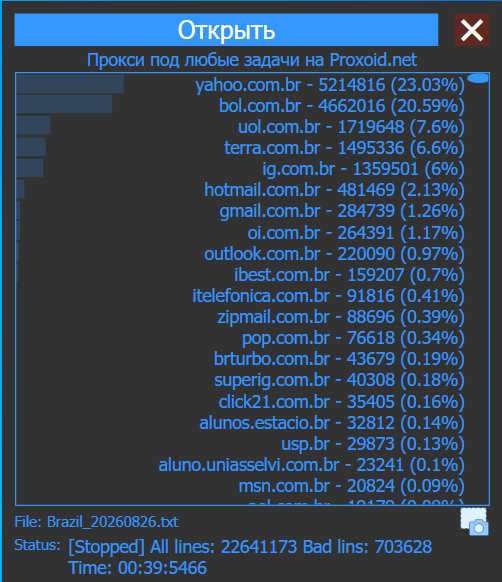 Открыть
Прокси под любые задачи на Proxoid.net
yahoo.com.br - 5214816 (23.03%)
bol.com.br - 4662016 (20.59%)
uol.com.br - 1719648 (7.6%)
terra.com.br - 1495336 (6.6%)
ig.com.br - 1359501 (6%)
hotmail.com.br - 481469 (2.13%)
gmail.com.br - 284739 (1.26%)
oi.com.br - 264391 (1.17%)
outlook.com.br - 220090 (0.97%)
ibest.com.br - 159207 (0.7%)
itelefonica.com.br - 91816 (0.41%)
zipmail.com.br - 88696 (0.39%)
pop.com.br - 76618 (0.34%)
brturbo.com.br - 43679 (0.19%)
superig.com.br - 40308 (0.18%)
click21.com.br - 35405 (0.16%)
alunos.estacio.br - 32812 (0.14%)
usp.br - 29873 (0.13%)
aluno.uniasselvi.com.br - 23241 (0.1%)
msn.com.br - 20824 (0.09%)
File: Brazil_20260826.txt
Status: [Stopped] All lines: 22641173 Bad lins: 703628
Time: 00:39:5466